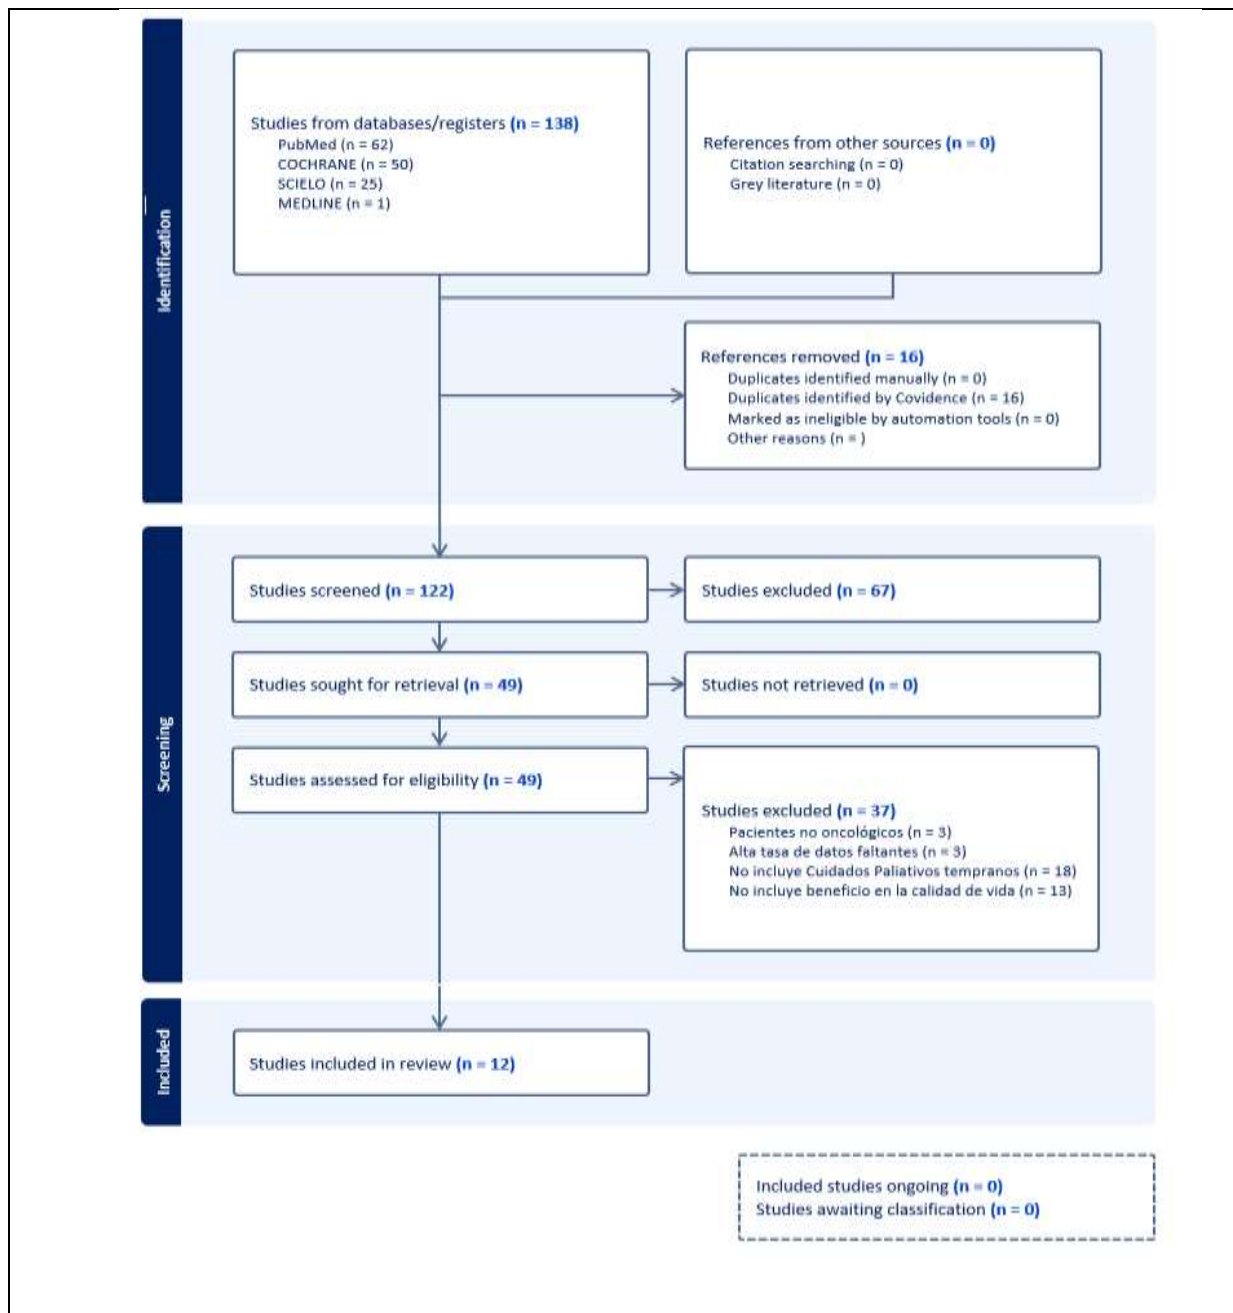 Identification
Studies from databases/registers (n = 138)
PubMed (n = 62)
COCHRANE (n = 50)
SCIELO (n = 25)
MEDLINE (n = 1)
References from other sources (n = 0)
Citation searching (n = 0)
Grey literature (n = 0)
References removed (n = 16)
Duplicates identified manually (n = 0)
Duplicates identified by Covidence (n = 16)
Marked as ineligible by automation tools (n = 0)
Other reasons (n = )
Screening
Studies screened (n = 122)
Studies excluded (n = 67)
Studies sought for retrieval (n = 49)
Studies not retrieved (n = 0)
Studies assessed for eligibility (n = 49)
Studies excluded (n = 37)
Pacientes no oncológicos (n = 3)
Alta tasa de datos faltantes (n = 3)
No incluye Cuidados Paliativos tempranos (n = 18)
No incluye beneficio en la calidad de vida (n = 13)
Included
Studies included in review (n = 12)
Included studies ongoing (n = 0)
Studies awaiting classification (n = 0)